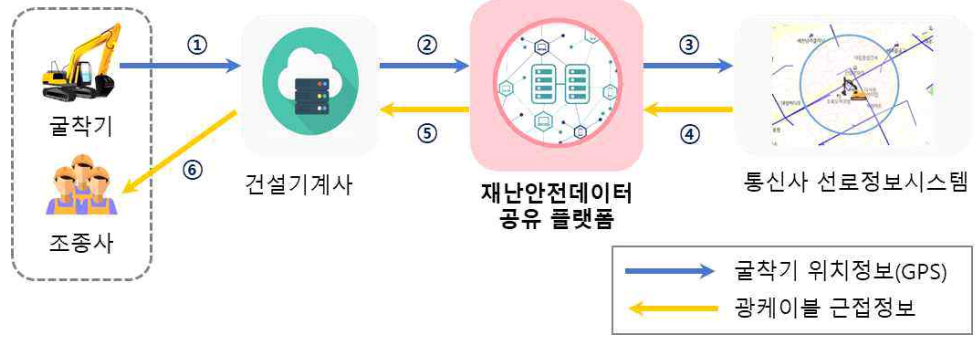 ①
②
③
굴착기
⑥
⑤
④
조종사
건설기계사
재난안전데이터
공유 플랫폼
통신사 선로정보시스템
굴착기 위치정보(GPS)
광케이블 근접정보